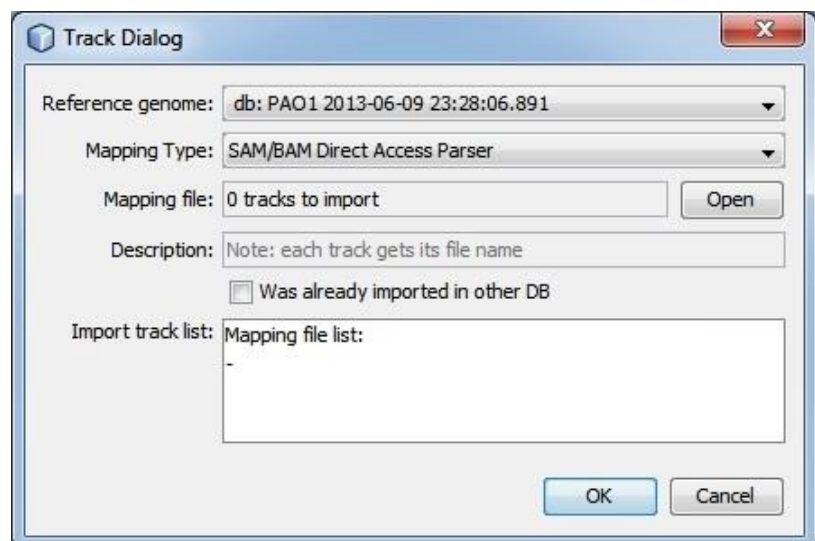 Track Dialog
Reference genome: db: PAO1 2013-06-09 23:28:06.891
Mapping Type: SAM/BAM Direct Access Parser
Mapping file: 0 tracks to import Open
Description: Note: each track gets its file name
Was already imported in other DB
Import track list: Mapping file list:
-
OK Cancel